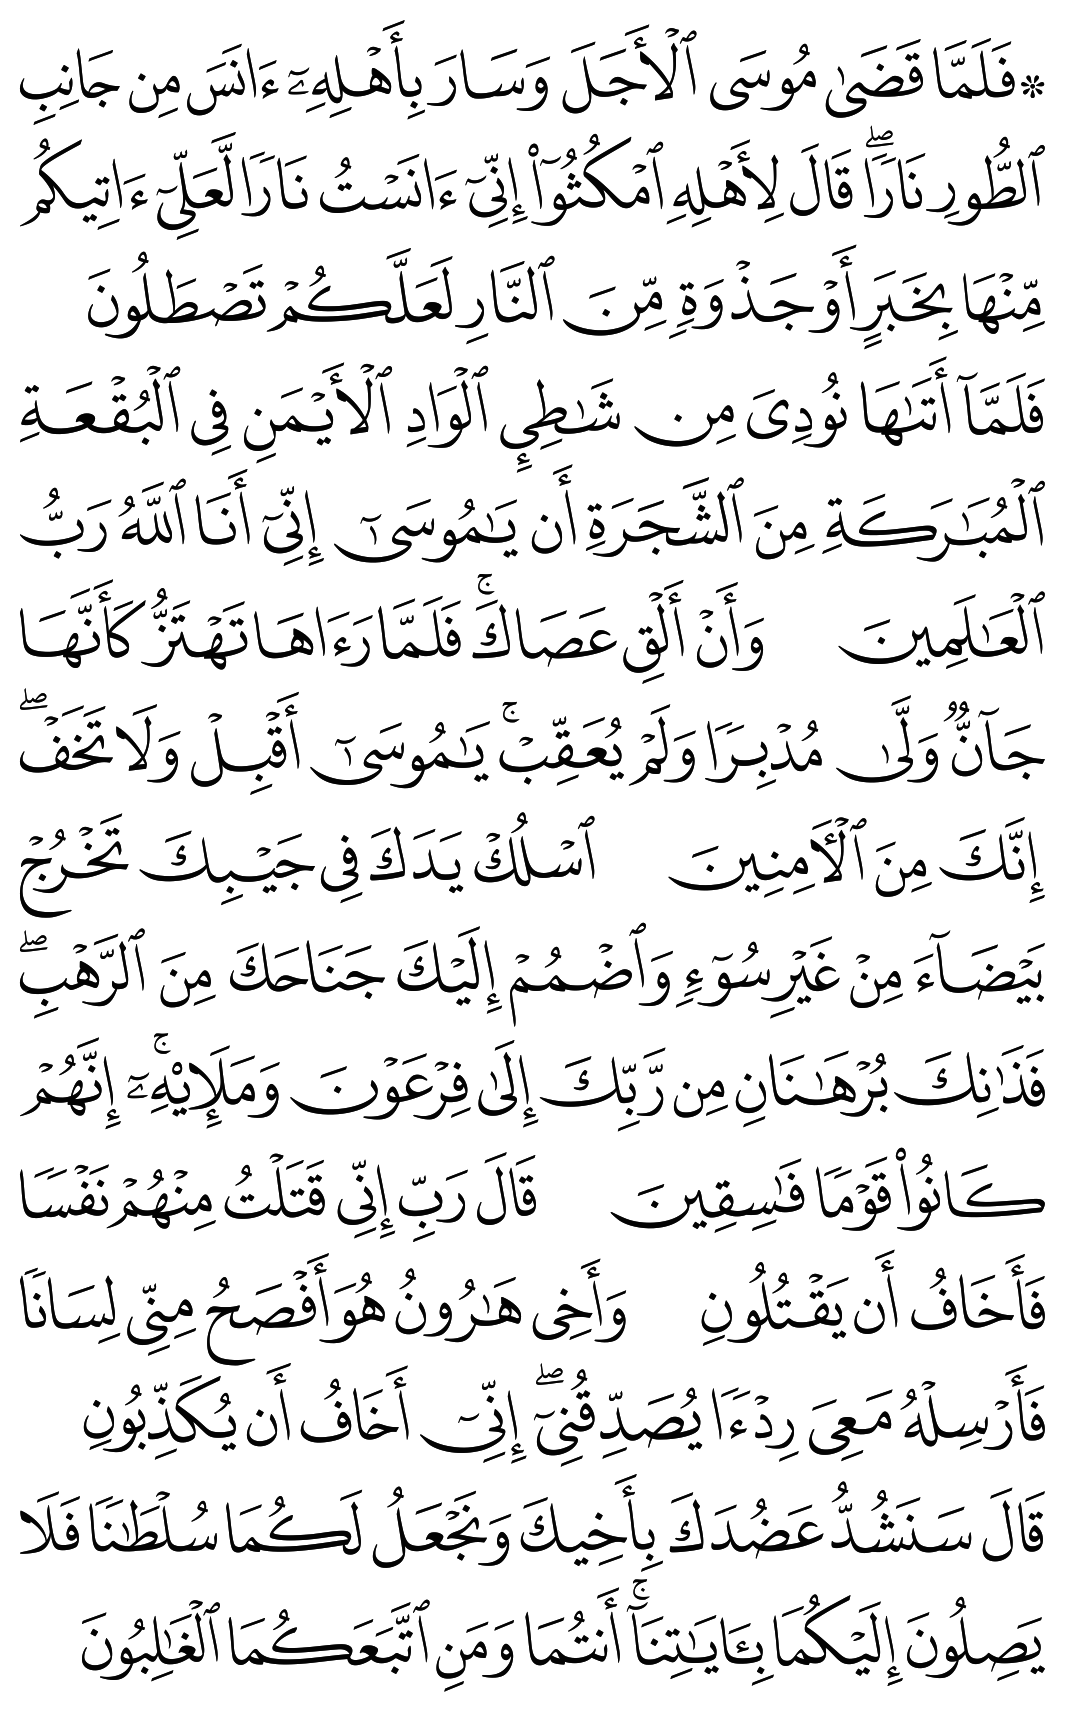 ۞فَلَمَّا قَضَىٰ مُوسَى ٱلۡأَجَلَ وَسَارَ بِأَهۡلِهِۦٓ ءَانَسَ مِن جَانِبِ
ٱلطُّورِ نَارٗاۖ قَالَ لِأَهۡلِهِ ٱمۡكُثُوٓاْ إِنِّيٓ ءَانَسۡتُ نَارٗا لَّعَلِّيٓ ءَاتِيكُم
مِّنۡهَا بِخَبَرٍ أَوۡ جَذۡوَةٖ مِّنَ ٱلنَّارِ لَعَلَّكُمۡ تَصۡطَلُونَ
فَلَمَّآ أَتَىٰهَا نُودِيَ مِن شَٰطِيِٕ ٱلۡوَادِ ٱلۡأَيۡمَنِ فِي ٱلۡبُقۡعَةِ
ٱلۡمُبَٰرَكَةِ مِنَ ٱلشَّجَرَةِ أَن يَٰمُوسَىٰٓ إِنِّيٓ أَنَا ٱللَّهُ رَبُّ
ٱلۡعَٰلَمِينَ وَأَنۡ أَلۡقِ عَصَاكَۚ فَلَمَّا رَءَاهَا تَهۡتَزُّ كَأَنَّهَا
جَآنّٞ وَلَّىٰ مُدۡبِرٗا وَلَمۡ يُعَقِّبۡۚ يَٰمُوسَىٰٓ أَقۡبِلۡ وَلَا تَخَفۡۖ
إِنَّكَ مِنَ ٱلۡأٓمِنِينَ ٱسۡلُكۡ يَدَكَ فِي جَيۡبِكَ تَخۡرُجۡ
بَيۡضَآءَ مِنۡ غَيۡرِ سُوٓءٖ وَٱضۡمُمۡ إِلَيۡكَ جَنَاحَكَ مِنَ ٱلرَّهۡبِۖ
فَذَٰنِكَ بُرۡهَٰنَانِ مِن رَّبِّكَ إِلَىٰ فِرۡعَوۡنَ وَمَلَإِيْهِۦٓۚ إِنَّهُمۡ
كَانُواْ قَوۡمٗا فَٰسِقِينَ قَالَ رَبِّ إِنِّي قَتَلۡتُ مِنۡهُمۡ نَفۡسٗا
فَأَخَافُ أَن يَقۡتُلُونِ وَأَخِي هَٰرُونُ هُوَ أَفۡصَحُ مِنِّي لِسَانٗا
فَأَرۡسِلۡهُ مَعِيَ رِدۡءٗا يُصَدِّقُنِيٓۖ إِنِّيٓ أَخَافُ أَن يُكَذِّبُونِ
قَالَ سَنَشُدُّ عَضُدَكَ بِأَخِيكَ وَنَجۡعَلُ لَكُمَا سُلۡطَٰنٗا فَلَا
يَصِلُونَ إِلَيۡكُمَا بِـَٔايَٰتِنَآۚ أَنتُمَا وَمَنِ ٱتَّبَعَكُمَا ٱلۡغَٰلِبُونَ